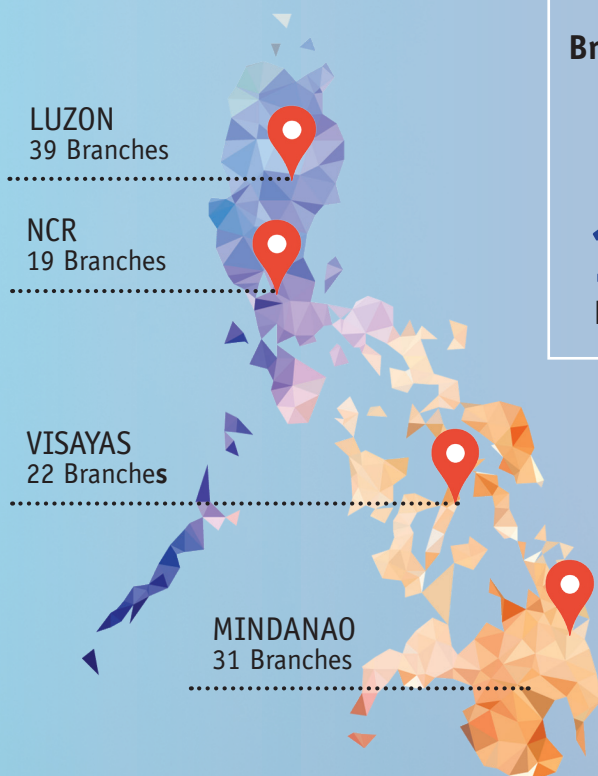 LUZON
39 Branches
NCR
19 Branches
VISAYAS
22 Branches
MINDANAO
31 Branches